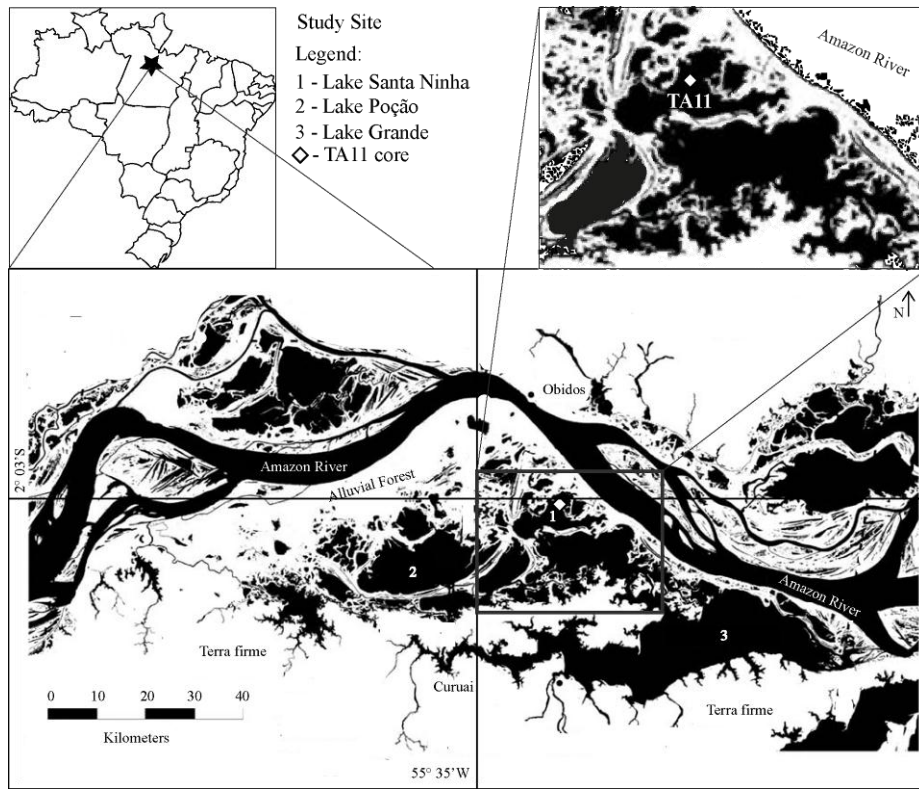 Study Site
Legend:
1 - Lake Santa Ninha
2 - Lake Poção
3 - Lake Grande
◇ - TA11 core
Amazon River
TA11
N
Obidos
2° 03'S
Amazon River
Alluvial Forest
1
2
Amazon River
3
Terra firme
Curuai
Terra firme
0 10 20 30 40
Kilometers
55° 35'W